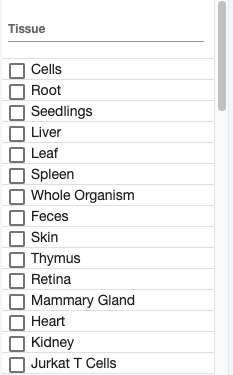 Tissue
Cells
Root
Seedlings
Liver
Leaf
Spleen
Whole Organism
Feces
Skin
Thymus
Retina
Mammary Gland
Heart
Kidney
Jurkat T Cells